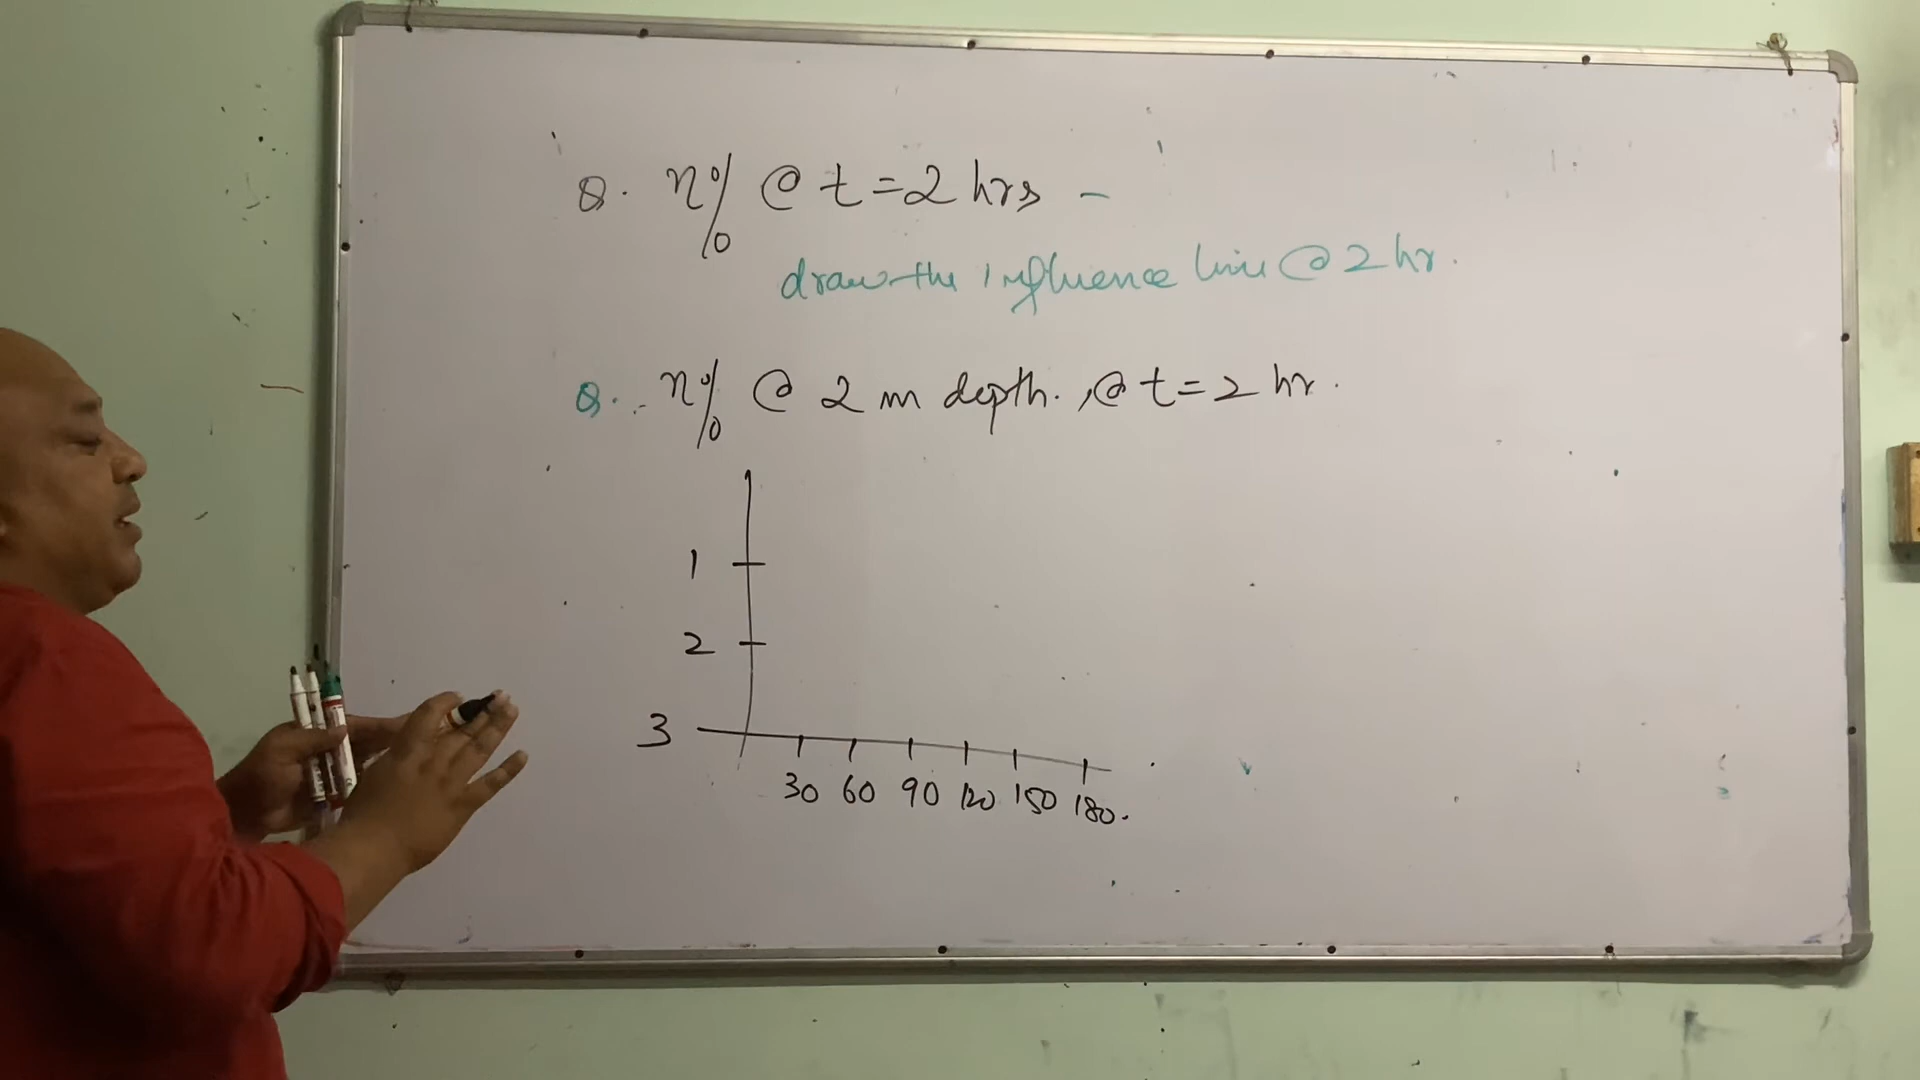 Q. η% @ t=2 hrs -
draw the influence line @ 2 hr.
Q. η% @ 2 m depth., @ t=2 hr.
1
2
3
30 60 90 120 150 180.